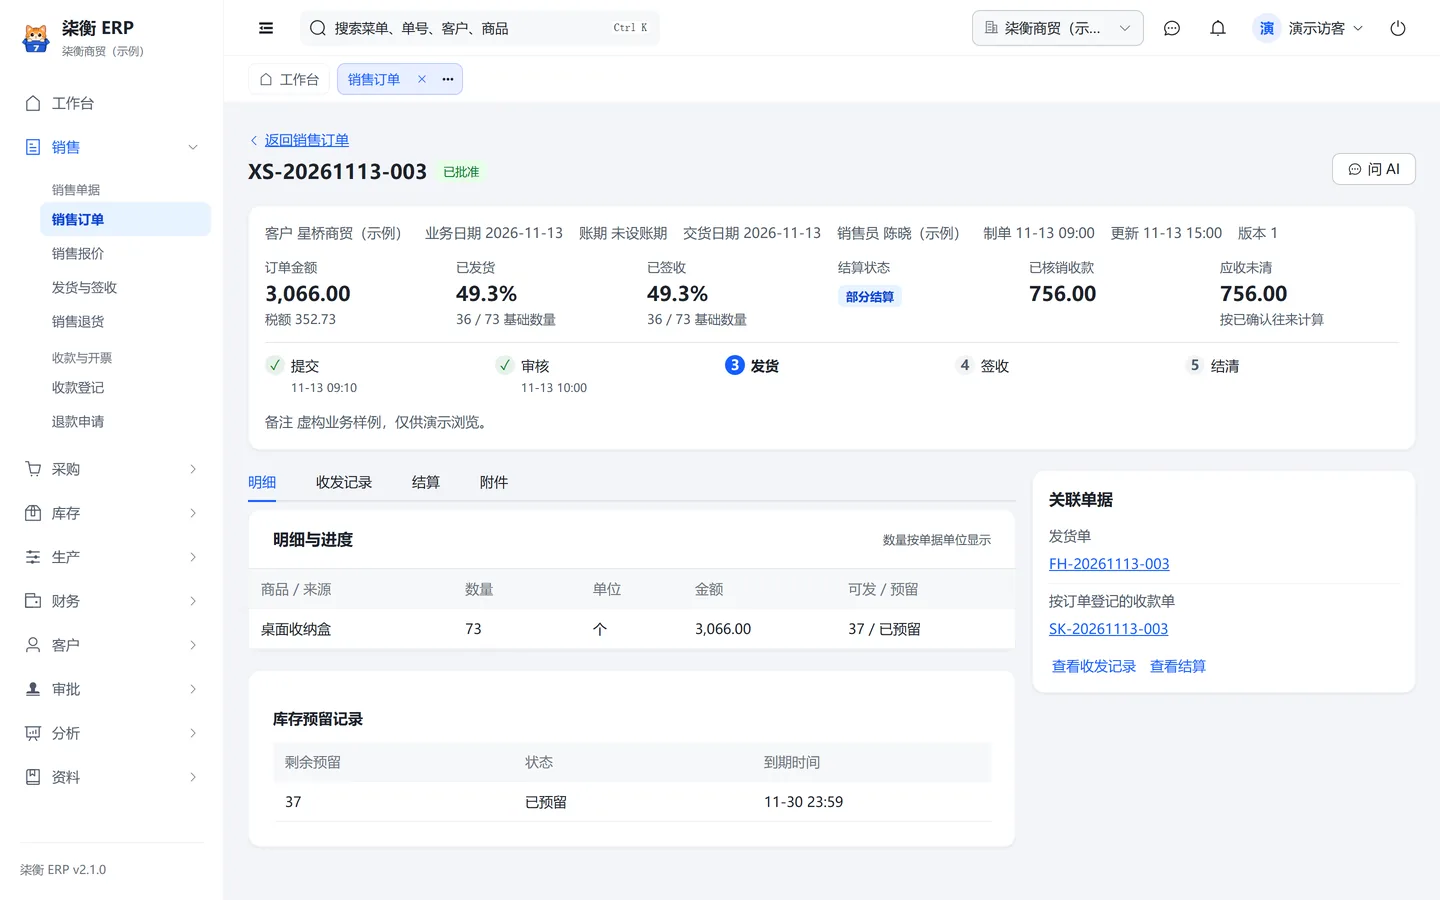 柒衡 ERP
柒衡商贸（示例）
7
搜索菜单、单号、客户、商品
Ctrl K
柒衡商贸（示...
演
演示访客
工作台
销售订单
工作台
销售
销售单据
销售订单
销售报价
发货与签收
销售退货
收款与开票
收款登记
退款申请
采购
库存
生产
财务
客户
审批
分析
资料
柒衡 ERP v2.1.0
返回销售订单
XS-20261113-003 已批准
问 AI
客户 星桥商贸（示例） 业务日期 2026-11-13 账期 未设账期 交货日期 2026-11-13 销售员 陈晓（示例） 制单 11-13 09:00 更新 11-13 15:00 版本 1
订单金额 已发货 已签收 结算状态 已核销收款 应收未清
3,066.00 49.3% 49.3% 部分结算 756.00 756.00
税额 352.73 36 / 73 基础数量 36 / 73 基础数量 按已确认往来计算
提交 审核 3 发货 4 签收 5 结清
11-13 09:10 11-13 10:00
备注 虚构业务样例，仅供演示浏览。
明细 收发记录 结算 附件
明细与进度 数量按单据单位显示
商品 / 来源 数量 单位 金额 可发 / 预留
桌面收纳盒 73 个 3,066.00 37 / 已预留
库存预留记录
剩余预留 状态 到期时间
37 已预留 11-30 23:59
关联单据
发货单
FH-20261113-003
按订单登记的收款单
SK-20261113-003
查看收发记录 查看结算